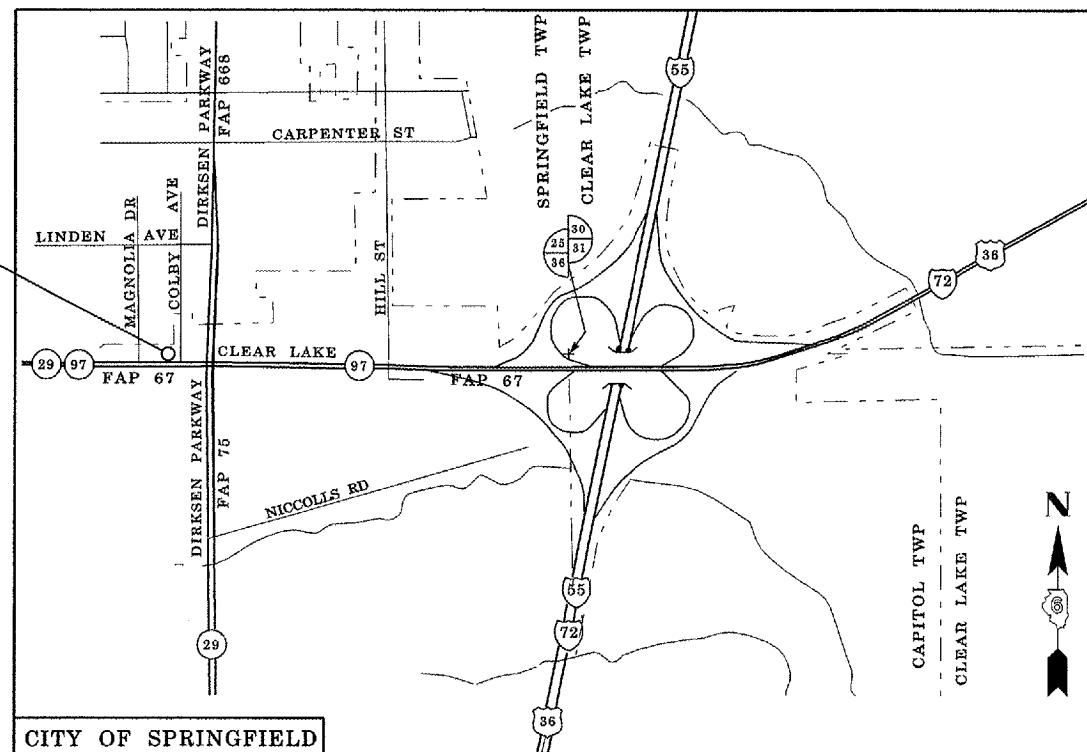 55
SPRINGFIELD TWP
CLEAR LAKE TWP
DIRKSEN PARKWAY
FAP 668
CARPENTER ST
LINDEN AVE
MAGNOLIA DR
COLBY AVE
HILL ST
30
25
31
36
36
72
CLEAR LAKE
29
97
97
FAP 67
FAP 67
DIRKSEN PARKWAY
FAP 75
NICCOLLS RD
55
72
29
36
CAPITOL TWP
CLEAR LAKE TWP
N
6
CITY OF SPRINGFIELD